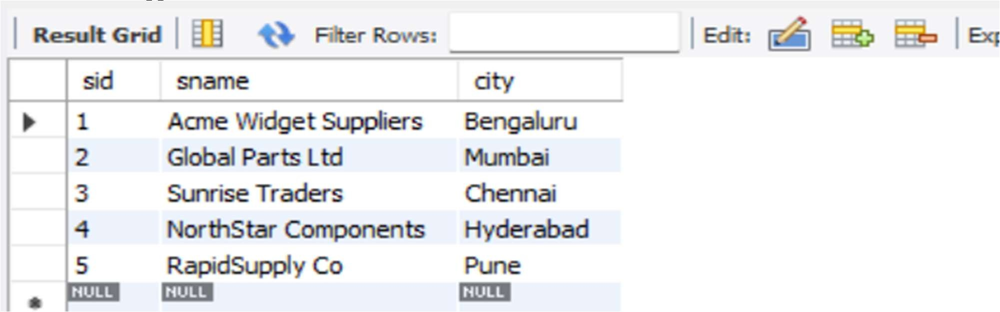 Result Grid Filter Rows: Edit:
sid sname city
1 Acme Widget Suppliers Bengaluru
2 Global Parts Ltd Mumbai
3 Sunrise Traders Chennai
4 NorthStar Components Hyderabad
5 RapidSupply Co Pune
NULL NULL NULL